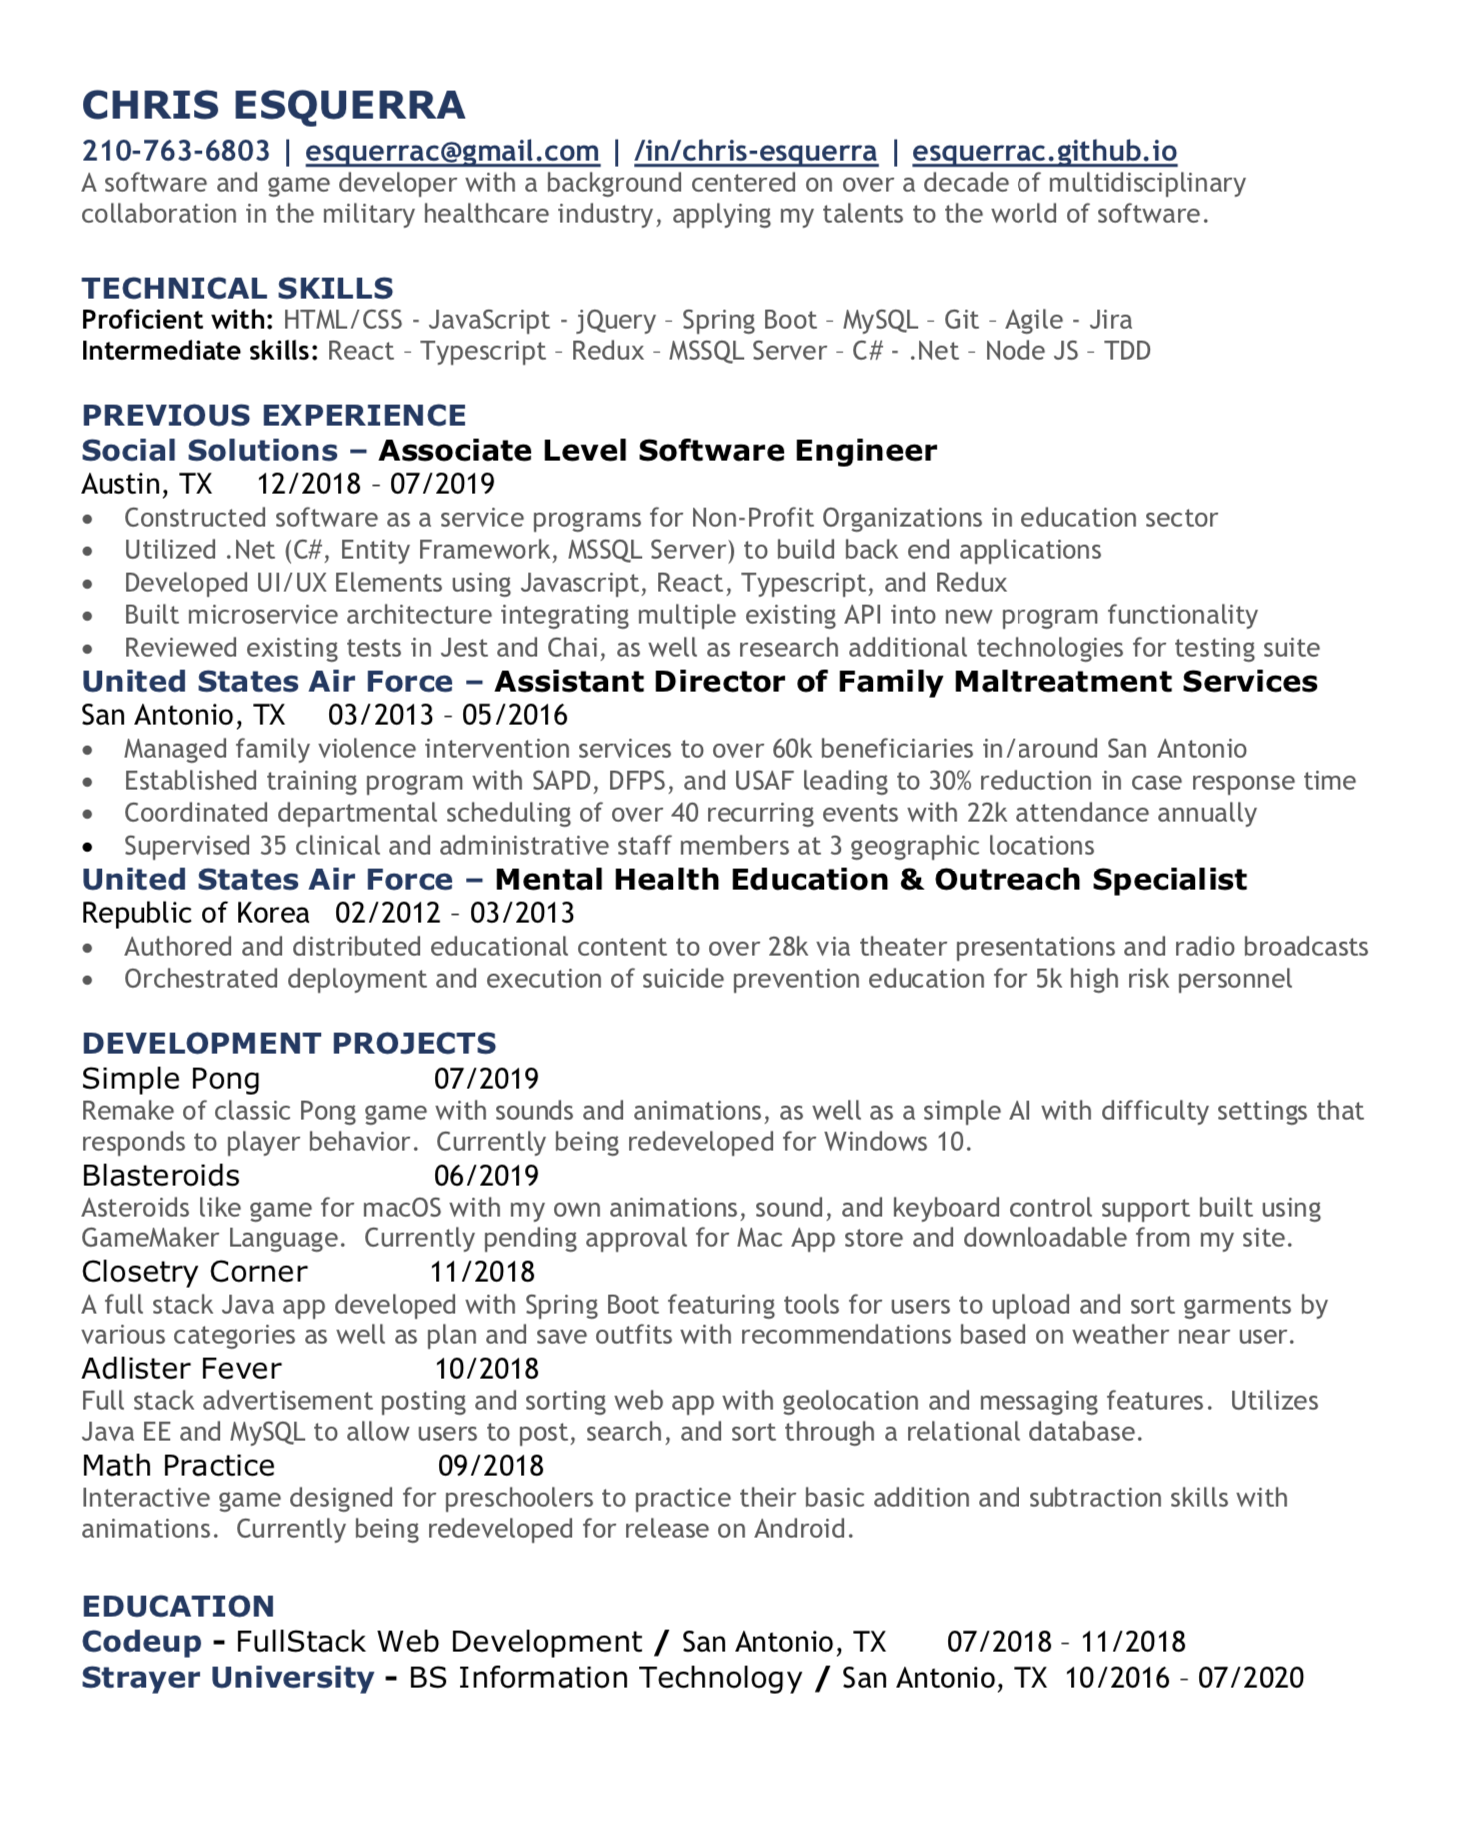 CHRIS ESQUERRA
210-763-6803 | esquerrac@gmail.com | /in/chris-esquerra | esquerrac.github.io
A software and game developer with a background centered on over a decade of multidisciplinary
collaboration in the military healthcare industry, applying my talents to the world of software.
TECHNICAL SKILLS
Proficient with: HTML/CSS - JavaScript - jQuery – Spring Boot – MySQL – Git – Agile - Jira
Intermediate skills: React – Typescript – Redux – MSSQL Server – C# - .Net – Node JS – TDD
PREVIOUS EXPERIENCE
Social Solutions – Associate Level Software Engineer
Austin, TX 12/2018 – 07/2019
• Constructed software as a service programs for Non-Profit Organizations in education sector
• Utilized .Net (C#, Entity Framework, MSSQL Server) to build back end applications
• Developed UI/UX Elements using Javascript, React, Typescript, and Redux
• Built microservice architecture integrating multiple existing API into new program functionality
• Reviewed existing tests in Jest and Chai, as well as research additional technologies for testing suite
United States Air Force – Assistant Director of Family Maltreatment Services
San Antonio, TX 03/2013 – 05/2016
• Managed family violence intervention services to over 60k beneficiaries in/around San Antonio
• Established training program with SAPD, DFPS, and USAF leading to 30% reduction in case response time
• Coordinated departmental scheduling of over 40 recurring events with 22k attendance annually
• Supervised 35 clinical and administrative staff members at 3 geographic locations
United States Air Force – Mental Health Education & Outreach Specialist
Republic of Korea 02/2012 – 03/2013
• Authored and distributed educational content to over 28k via theater presentations and radio broadcasts
• Orchestrated deployment and execution of suicide prevention education for 5k high risk personnel
DEVELOPMENT PROJECTS
Simple Pong 07/2019
Remake of classic Pong game with sounds and animations, as well as a simple AI with difficulty settings that
responds to player behavior. Currently being redeveloped for Windows 10.
Blasteroids 06/2019
Asteroids like game for macOS with my own animations, sound, and keyboard control support built using
GameMaker Language. Currently pending approval for Mac App store and downloadable from my site.
Closetry Corner 11/2018
A full stack Java app developed with Spring Boot featuring tools for users to upload and sort garments by
various categories as well as plan and save outfits with recommendations based on weather near user.
Adlister Fever 10/2018
Full stack advertisement posting and sorting web app with geolocation and messaging features. Utilizes
Java EE and MySQL to allow users to post, search, and sort through a relational database.
Math Practice 09/2018
Interactive game designed for preschoolers to practice their basic addition and subtraction skills with
animations. Currently being redeveloped for release on Android.
EDUCATION
Codeup - FullStack Web Development / San Antonio, TX 07/2018 – 11/2018
Strayer University - BS Information Technology / San Antonio, TX 10/2016 – 07/2020